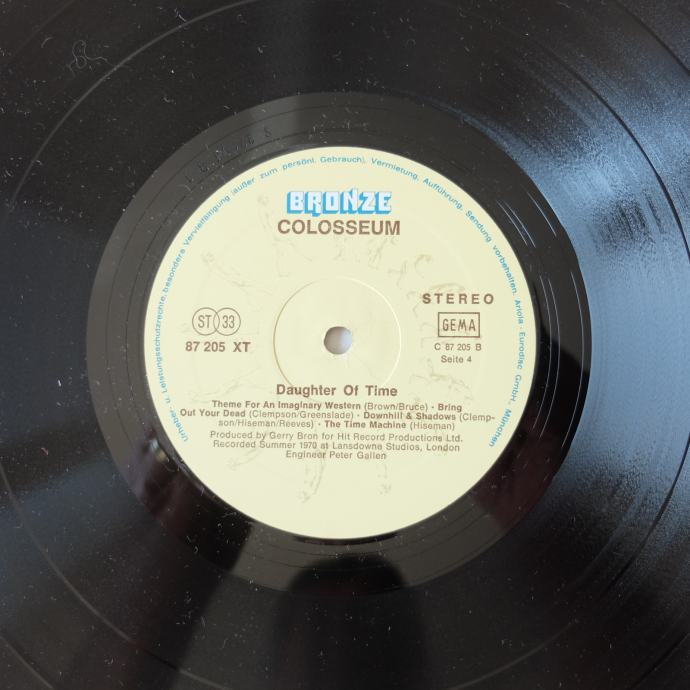 Urheber- u. Leistungsschutzrechte, besondere Vervielfältigung (außer zum persönl. Gebrauch), Vermietung, Aufführung, Sendung vorbehalten. Ariola-Eurodisc GmbH, München
BRONZE
COLOSSEUM
STEREO
ST 33
GEMA
87 205 XT
C 87 205 B
Seite 4
Daughter Of Time
Theme For An Imaginary Western (Brown/Bruce) · Bring
Out Your Dead (Clempson/Greenslade) · Downhill & Shadows (Clemp-
son/Hiseman/Reeves) · The Time Machine (Hiseman)
Produced by Gerry Bron for Hit Record Productions Ltd.
Recorded Summer 1970 at Lansdowne Studios, London
Engineer Peter Gallen